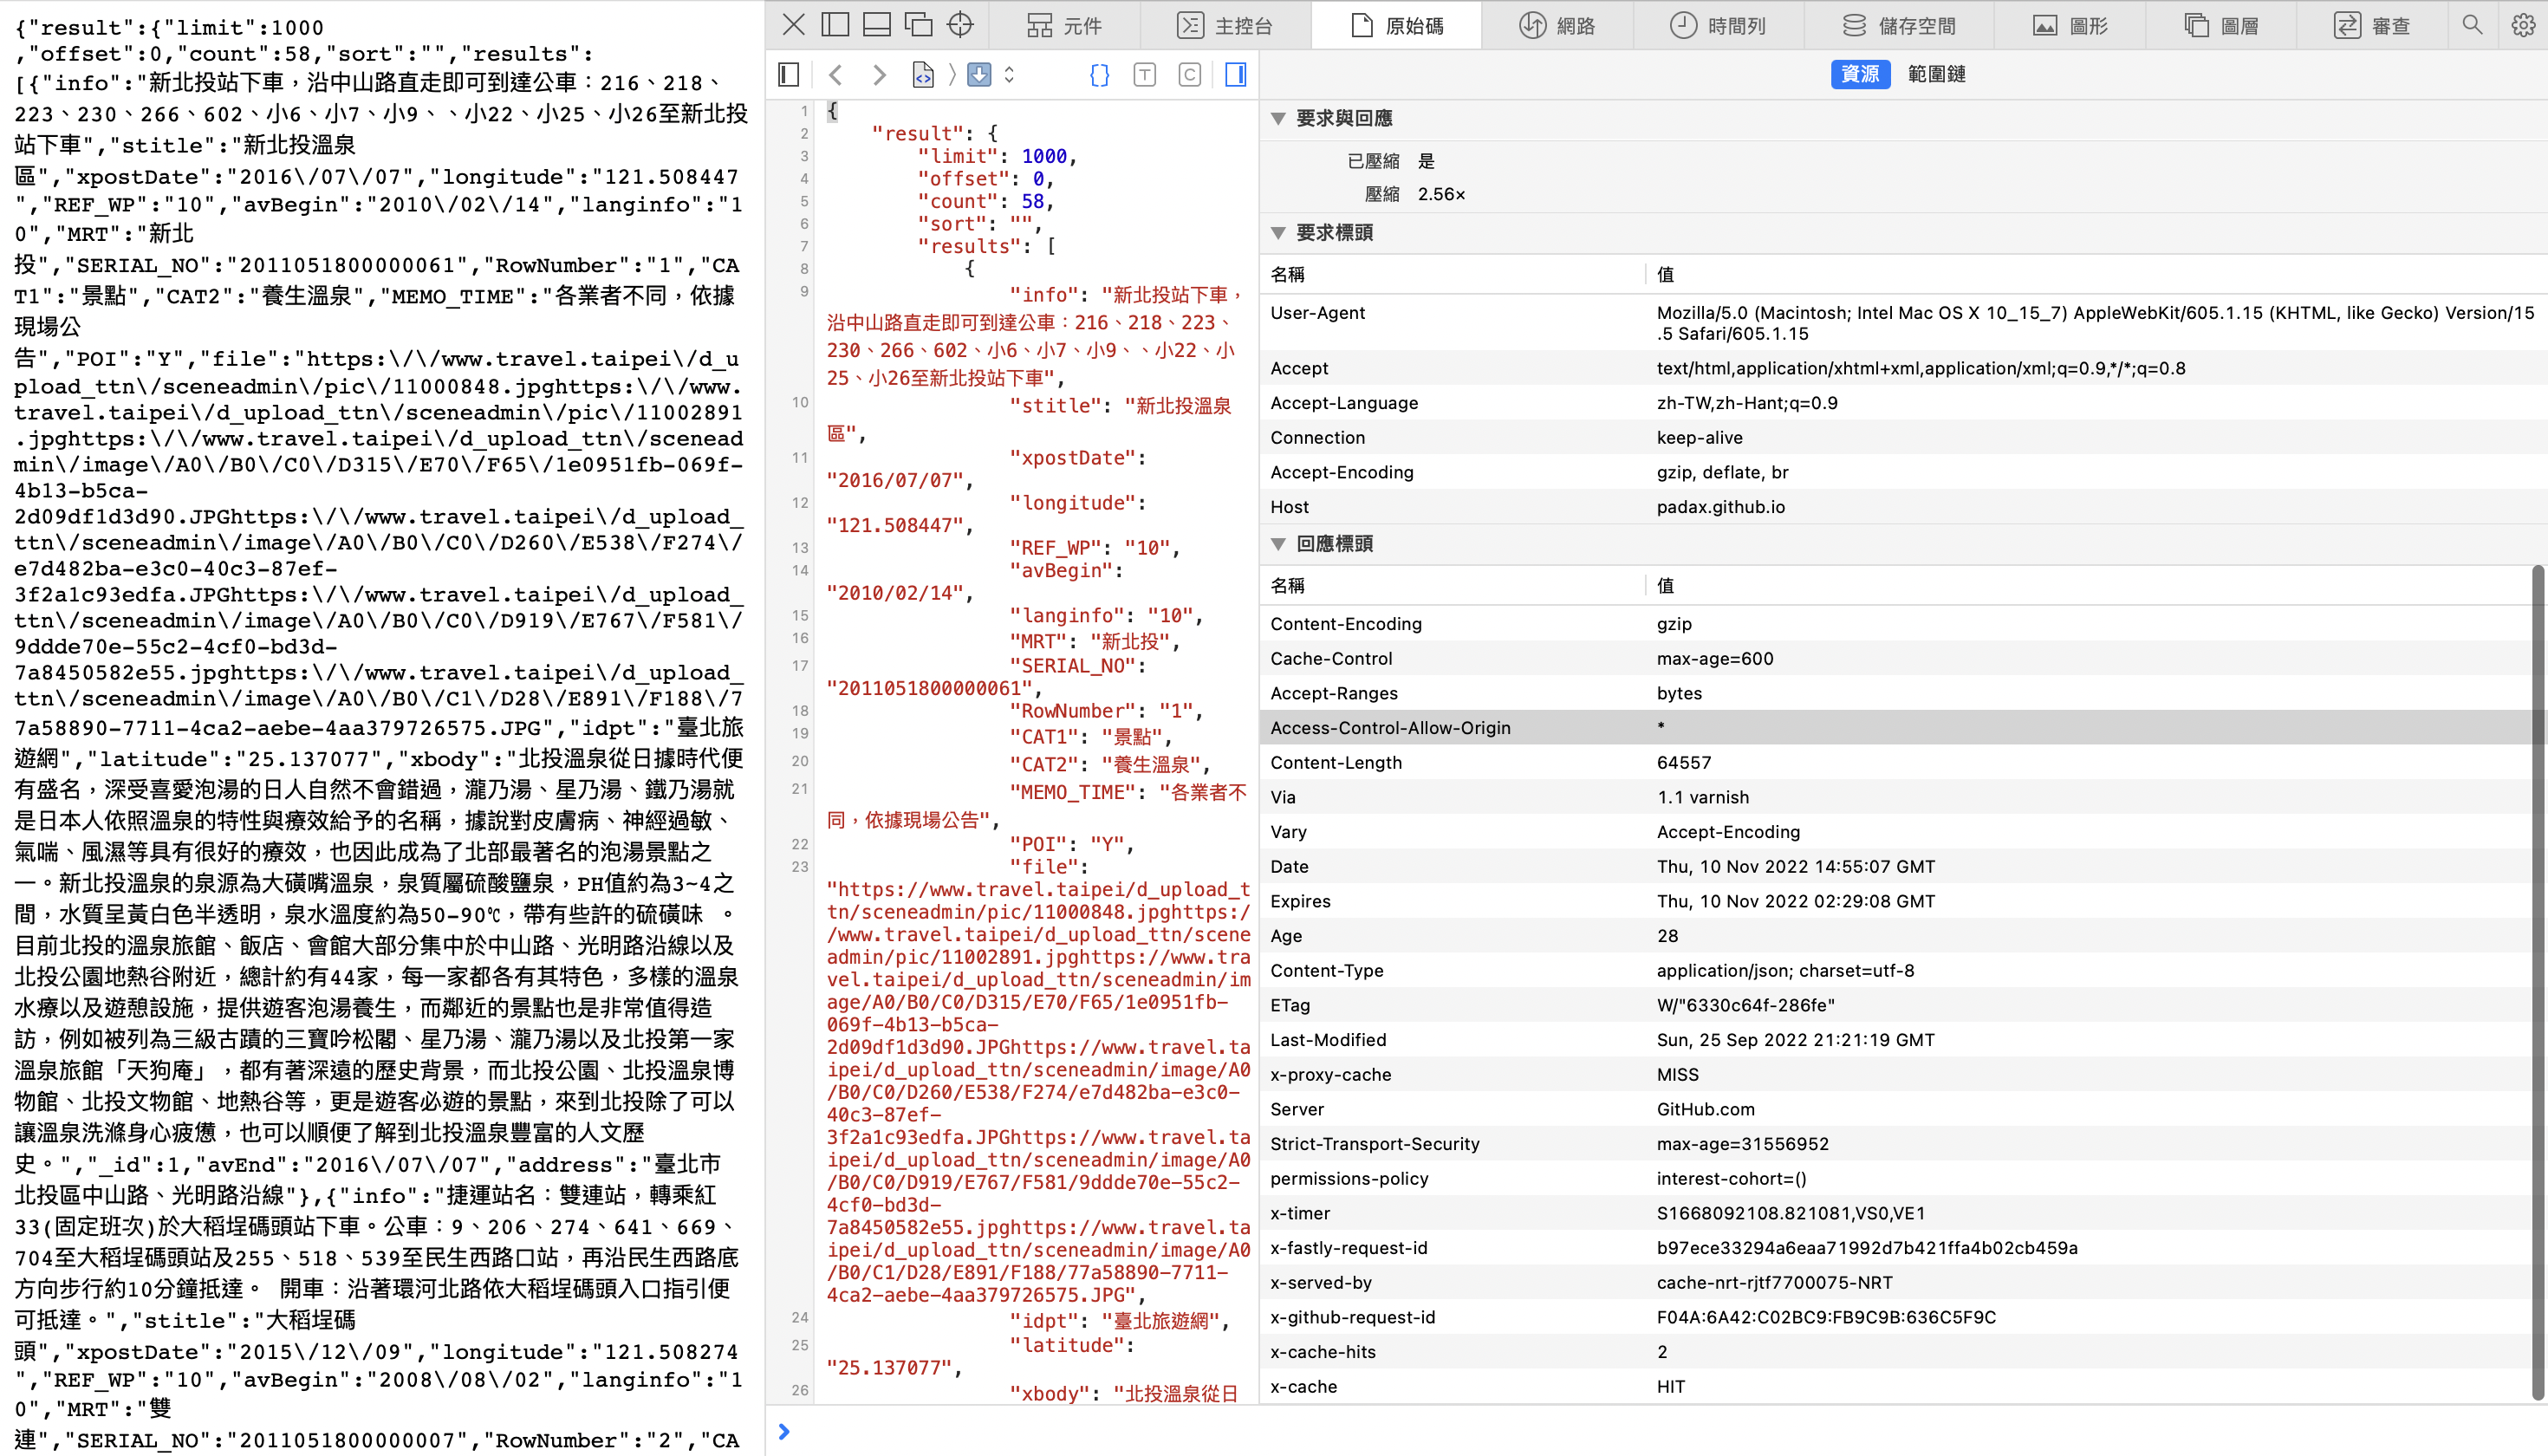 {"result":{"limit":1000
,"offset":0,"count":58,"sort":"","results":
[{"info":"新北投站下車，沿中山路直走即可到達公車：216、218、
223、230、266、602、小6、小7、小9、、小22、小25、小26至新北投
站下車","stitle":"新北投溫泉
區","xpostDate":"2016\/07\/07","longitude":"121.508447
","REF_WP":"10","avBegin":"2010\/02\/14","langinfo":"1
0","MRT":"新北
投","SERIAL_NO":"2011051800000061","RowNumber":"1","CA
T1":"景點","CAT2":"養生溫泉","MEMO_TIME":"各業者不同，依據
現場公
告","POI":"Y","file":"https:\/\/www.travel.taipei\/d_u
pload_ttn\/sceneadmin\/pic\/11000848.jpghttps:\/\/www.
travel.taipei\/d_upload_ttn\/sceneadmin\/pic\/11002891
.jpghttps:\/\/www.travel.taipei\/d_upload_ttn\/scenead
min\/image\/A0\/B0\/C0\/D315\/E70\/F65\/1e0951fb-069f-
4b13-b5ca-
2d09df1d3d90.JPGhttps:\/\/www.travel.taipei\/d_upload_
ttn\/sceneadmin\/image\/A0\/B0\/C0\/D260\/E538\/F274\/
e7d482ba-e3c0-40c3-87ef-
3f2a1c93edfa.JPGhttps:\/\/www.travel.taipei\/d_upload_
ttn\/sceneadmin\/image\/A0\/B0\/C0\/D919\/E767\/F581\/
9ddde70e-55c2-4cf0-bd3d-
7a8450582e55.jpghttps:\/\/www.travel.taipei\/d_upload_
ttn\/sceneadmin\/image\/A0\/B0\/C1\/D28\/E891\/F188\/7
7a58890-7711-4ca2-aebe-4aa379726575.JPG","idpt":"臺北旅
遊網","latitude":"25.137077","xbody":"北投溫泉從日據時代便
有盛名，深受喜愛泡湯的日人自然不會錯過，瀧乃湯、星乃湯、鐵乃湯就
是日本人依照溫泉的特性與療效給予的名稱，據說對皮膚病、神經過敏、
氣喘、風濕等具有很好的療效，也因此成為了北部最著名的泡湯景點之
一。新北投溫泉的泉源為大磺嘴溫泉，泉質屬硫酸鹽泉，PH值約為3~4之
間，水質呈黃白色半透明，泉水溫度約為50-90℃，帶有些許的硫磺味 。
目前北投的溫泉旅館、飯店、會館大部分集中於中山路、光明路沿線以及
北投公園地熱谷附近，總計約有44家，每一家都各有其特色，多樣的溫泉
水療以及遊憩設施，提供遊客泡湯養生，而鄰近的景點也是非常值得造
訪，例如被列為三級古蹟的三寶吟松閣、星乃湯、瀧乃湯以及北投第一家
溫泉旅館「天狗庵」，都有著深遠的歷史背景，而北投公園、北投溫泉博
物館、北投文物館、地熱谷等，更是遊客必遊的景點，來到北投除了可以
讓溫泉洗滌身心疲憊，也可以順便了解到北投溫泉豐富的人文歷
史。","_id":1,"avEnd":"2016\/07\/07","address":"臺北市
北投區中山路、光明路沿線"},{"info":"捷運站名：雙連站，轉乘紅
33(固定班次)於大稻埕碼頭站下車。公車：9、206、274、641、669、
704至大稻埕碼頭站及255、518、539至民生西路口站，再沿民生西路底
方向步行約10分鐘抵達。 開車：沿著環河北路依大稻埕碼頭入口指引便
可抵達。","stitle":"大稻埕碼
頭","xpostDate":"2015\/12\/09","longitude":"121.508274
","REF_WP":"10","avBegin":"2008\/08\/02","langinfo":"1
0","MRT":"雙
連","SERIAL_NO":"2011051800000007","RowNumber":"2","CA
元件 主控台 原始碼 網路 時間列 儲存空間 圖形 圖層 審查
{} T C
1 {
2 "result": {
3 "limit": 1000,
4 "offset": 0,
5 "count": 58,
6 "sort": "",
7 "results": [
8 {
9 "info": "新北投站下車，
沿中山路直走即可到達公車：216、218、223、
230、266、602、小6、小7、小9、、小22、小
25、小26至新北投站下車",
10 "stitle": "新北投溫泉
區",
11 "xpostDate":
"2016/07/07",
12 "longitude":
"121.508447",
13 "REF_WP": "10",
14 "avBegin":
"2010/02/14",
15 "langinfo": "10",
16 "MRT": "新北投",
17 "SERIAL_NO":
"2011051800000061",
18 "RowNumber": "1",
19 "CAT1": "景點",
20 "CAT2": "養生溫泉",
21 "MEMO_TIME": "各業者不
同，依據現場公告",
22 "POI": "Y",
23 "file":
"https://www.travel.taipei/d_upload_t
tn/sceneadmin/pic/11000848.jpghttps:/
/www.travel.taipei/d_upload_ttn/scene
admin/pic/11002891.jpghttps://www.tra
vel.taipei/d_upload_ttn/sceneadmin/im
age/A0/B0/C0/D315/E70/F65/1e0951fb-
069f-4b13-b5ca-
2d09df1d3d90.JPGhttps://www.travel.ta
ipei/d_upload_ttn/sceneadmin/image/A0
/B0/C0/D260/E538/F274/e7d482ba-e3c0-
40c3-87ef-
3f2a1c93edfa.JPGhttps://www.travel.ta
ipei/d_upload_ttn/sceneadmin/image/A0
/B0/C0/D919/E767/F581/9ddde70e-55c2-
4cf0-bd3d-
7a8450582e55.jpghttps://www.travel.ta
ipei/d_upload_ttn/sceneadmin/image/A0
/B0/C1/D28/E891/F188/77a58890-7711-
4ca2-aebe-4aa379726575.JPG",
24 "idpt": "臺北旅遊網",
25 "latitude":
"25.137077",
26 "xbody": "北投溫泉從日
資源 範圍鏈
要求與回應
已壓縮 是
壓縮 2.56×
要求標頭
名稱 值
User-Agent Mozilla/5.0 (Macintosh; Intel Mac OS X 10_15_7) AppleWebKit/605.1.15 (KHTML, like Gecko) Version/15
.5 Safari/605.1.15
Accept text/html,application/xhtml+xml,application/xml;q=0.9,*/*;q=0.8
Accept-Language zh-TW,zh-Hant;q=0.9
Connection keep-alive
Accept-Encoding gzip, deflate, br
Host padax.github.io
回應標頭
名稱 值
Content-Encoding gzip
Cache-Control max-age=600
Accept-Ranges bytes
Access-Control-Allow-Origin *
Content-Length 64557
Via 1.1 varnish
Vary Accept-Encoding
Date Thu, 10 Nov 2022 14:55:07 GMT
Expires Thu, 10 Nov 2022 02:29:08 GMT
Age 28
Content-Type application/json; charset=utf-8
ETag W/"6330c64f-286fe"
Last-Modified Sun, 25 Sep 2022 21:21:19 GMT
x-proxy-cache MISS
Server GitHub.com
Strict-Transport-Security max-age=31556952
permissions-policy interest-cohort=()
x-timer S1668092108.821081,VS0,VE1
x-fastly-request-id b97ece33294a6eaa71992d7b421ffa4b02cb459a
x-served-by cache-nrt-rjtf7700075-NRT
x-github-request-id F04A:6A42:C02BC9:FB9C9B:636C5F9C
x-cache-hits 2
x-cache HIT